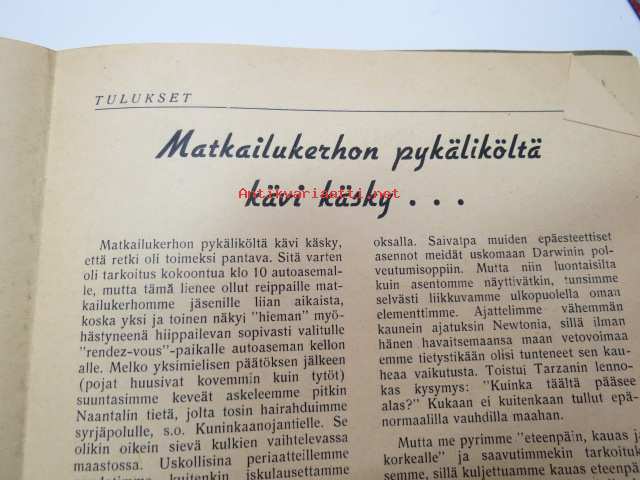 TULUKSET
Matkailukerhon pykäliköltä
kävi käsky . . .
Antikvariaatti.net
Matkailukerhon pykäliköltä kävi käsky,
että retki oli toimeksi pantava. Sitä varten
oli tarkoitus kokoontua klo 10 autoasemal-
le, mutta tämä lienee ollut reippaille mat-
kailukerhomme jäsenille liian aikaista,
koska yksi ja toinen näkyi "hieman" myö-
hästyneenä hiippailevan sopivasti valitulle
"rendez-vous"-paikalle autoaseman kellon
alle. Melko yksimielisen päätöksen jälkeen
(pojat huusivat kovemmin kuin tytöt)
suuntasimme keveät askeleemme pitkin
Naantalin tietä, jolta tosin hairahduimme
syrjäpolulle, s.o. Kuninkaanojantielle. Se
olikin oikein sievä kulkien vaihtelevassa
maastossa. Uskollisina periaatteillemme
kuitenkin iskulausettamme
oksalla. Saivatpa muiden epäesteettiset
asennot meidät uskomaan Darwinin pol-
veutumisoppiin. Mutta niin luontaisilta
kuin asentomme näyttivätkin, tunsimme
selvästi liikkuvamme ulkopuolella oman
elementtimme. Ajattelimme vähemmän
kaunein ajatuksin Newtonia, sillä ilman
hänen havaitsemaansa maan vetovoimaa
emme tietystikään olisi tunteneet sen kau-
heaa vaikutusta. Toistui Tarzanin lennok-
as kysymys: "Kuinka täältä pääsee
alas?" Kukaan ei kuitenkaan tullut epä-
normaalilla vauhdilla maahan.
Mutta me pyrimme "eteenpäin, kauas ja
korkealle" ja saavutimmekin tarkoituk
semme, sillä kuljettuamme kauas eteenpä